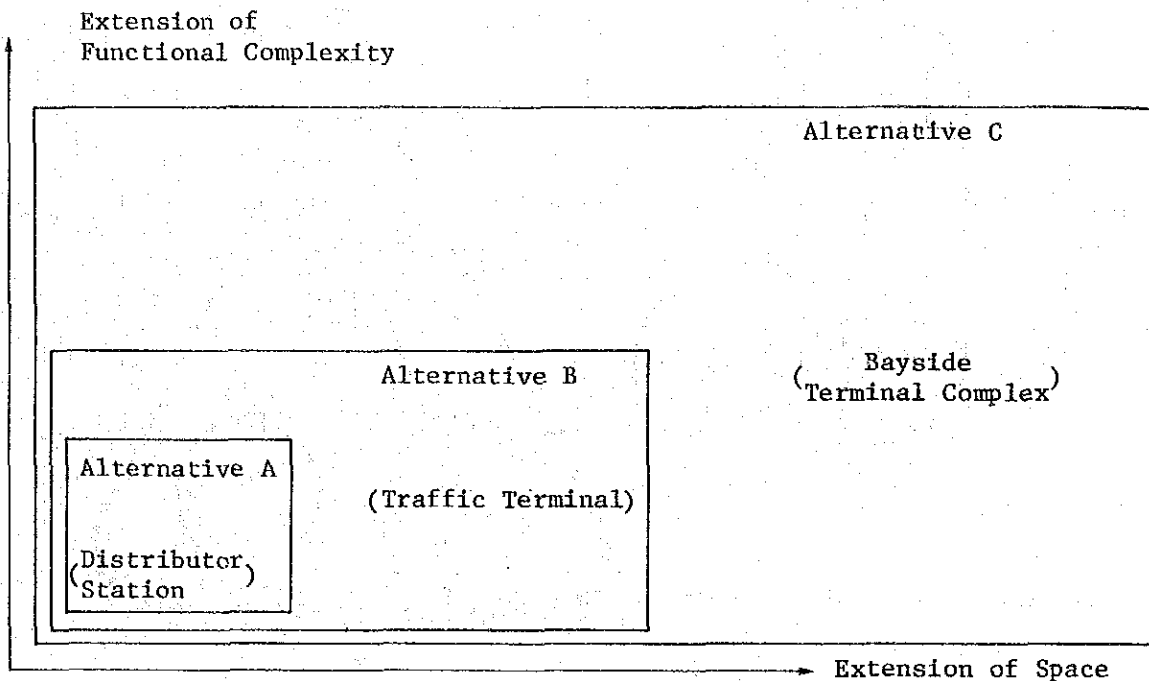 Extension of
Functional Complexity
Alternative C
Alternative B
Bayside
( Terminal Complex )
Alternative A
(Traffic Terminal)
(Distributor
Station )
Extension of Space